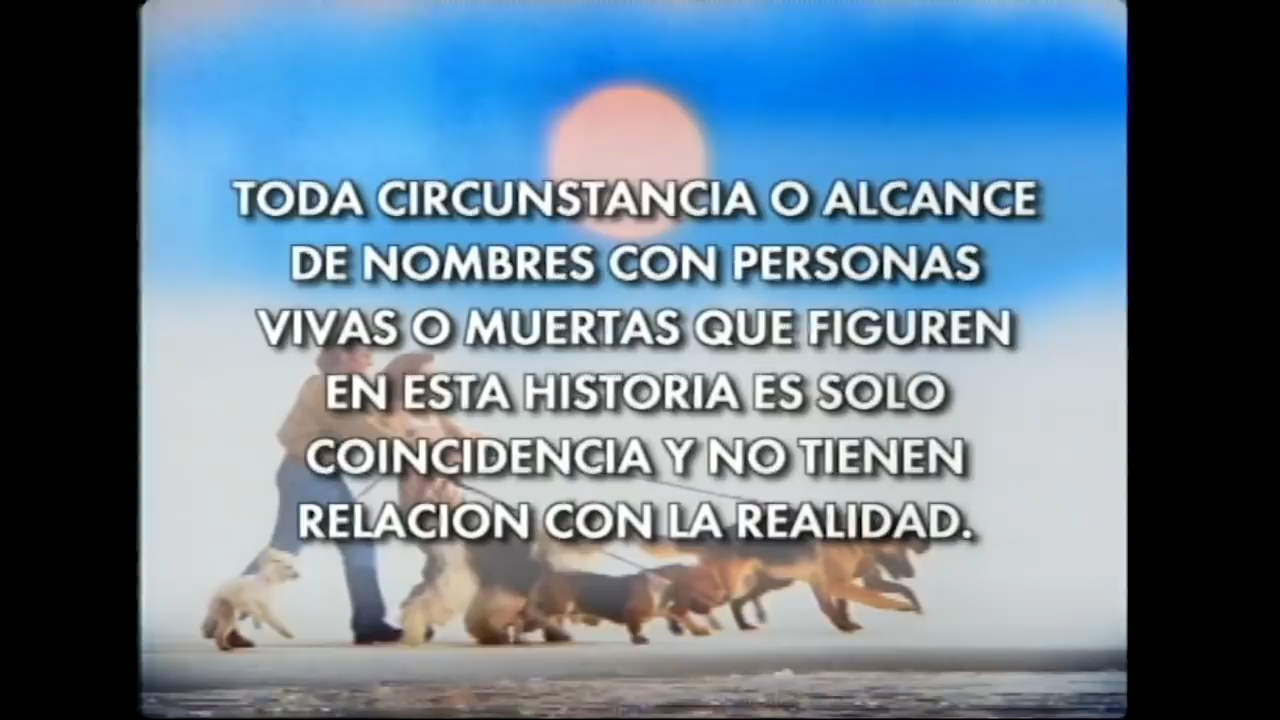 TODA CIRCUNSTANCIA O ALCANCE
DE NOMBRES CON PERSONAS
VIVAS O MUERTAS QUE FIGUREN
EN ESTA HISTORIA ES SOLO
COINCIDENCIA Y NO TIENEN
RELACION CON LA REALIDAD.